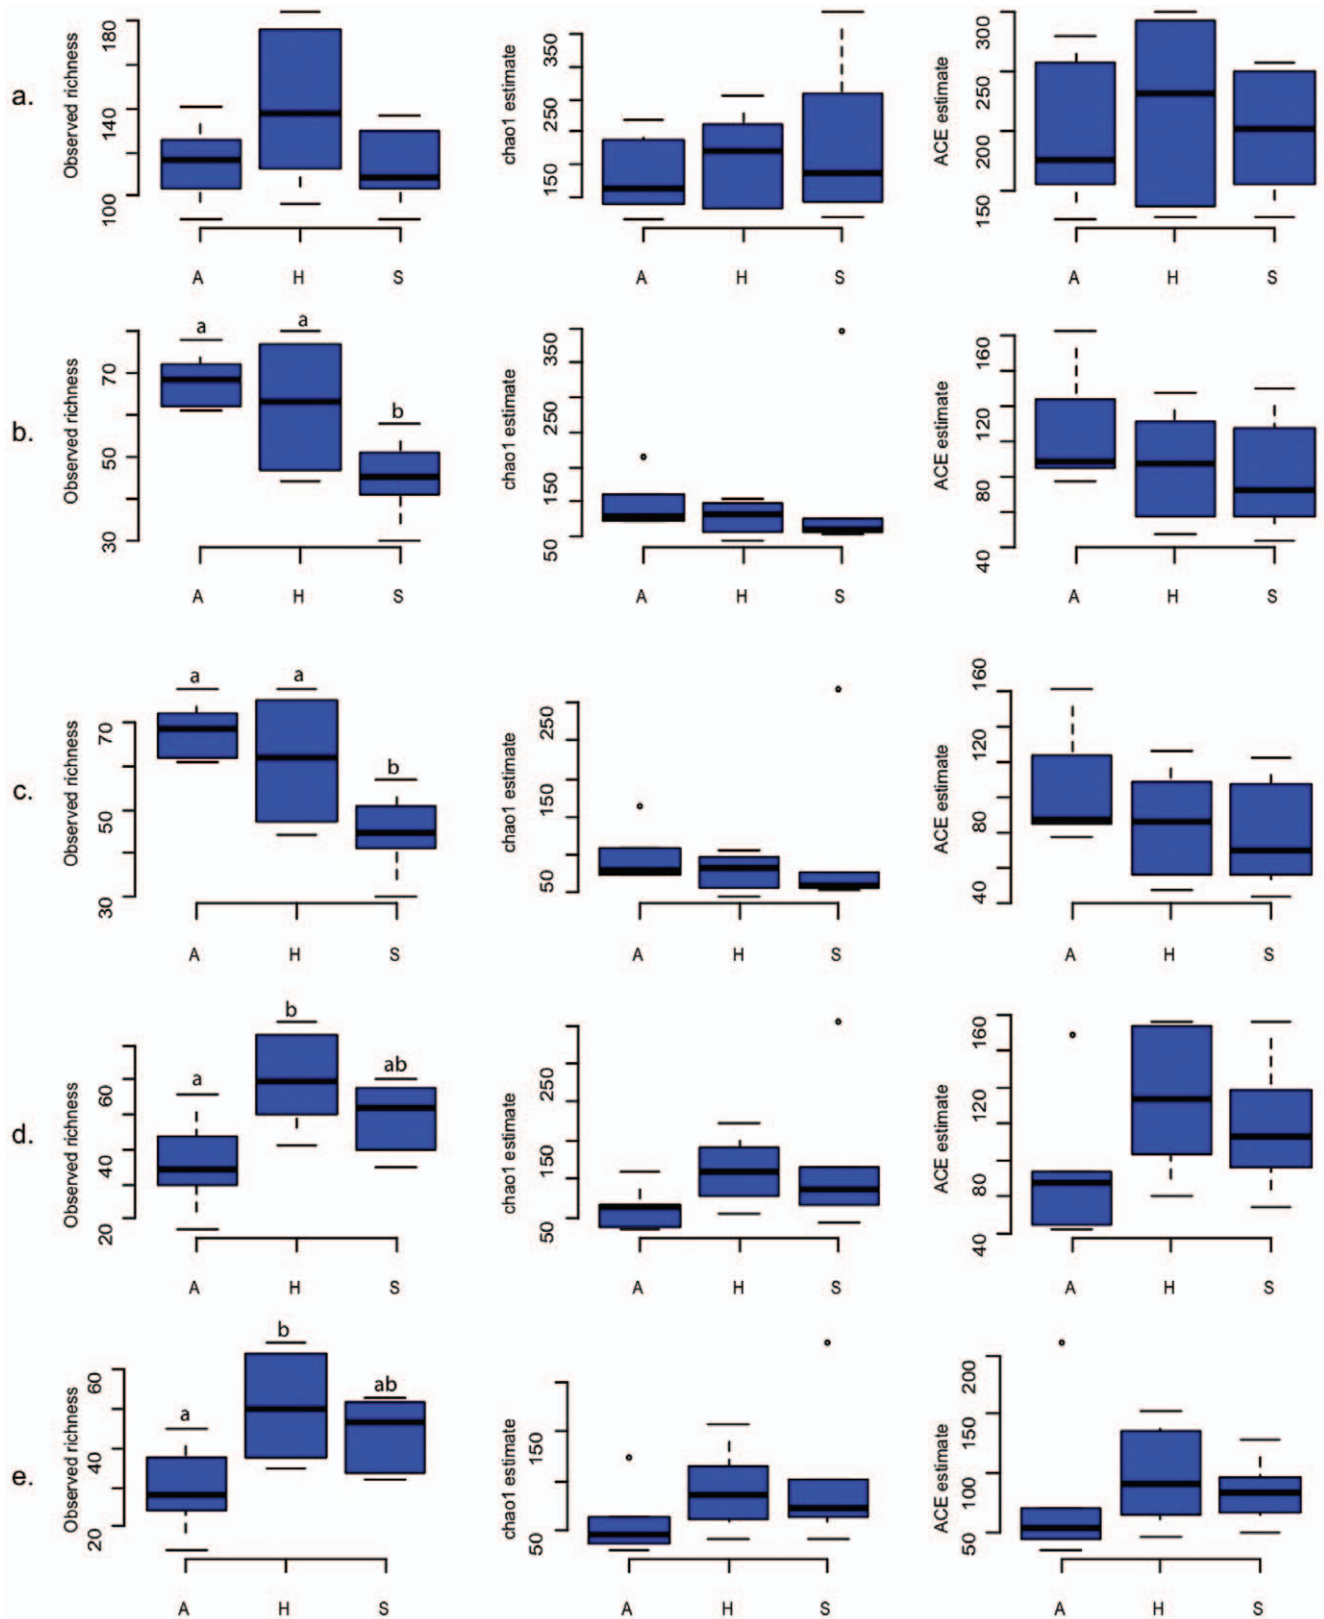 a.
Observed richness
180
140
100
A H S
chao1 estimate
350
250
150
A H S
ACE estimate
300
250
200
150
A H S
b.
Observed richness
70
50
30
a a b
A H S
chao1 estimate
350
250
150
50
A H S
ACE estimate
160
120
80
40
A H S
c.
Observed richness
70
50
30
a a b
A H S
chao1 estimate
250
150
50
A H S
ACE estimate
160
120
80
40
A H S
d.
Observed richness
60
40
20
a b ab
A H S
chao1 estimate
250
150
50
A H S
ACE estimate
160
120
80
40
A H S
e.
Observed richness
60
40
20
a b ab
A H S
chao1 estimate
150
50
A H S
ACE estimate
200
150
100
50
A H S